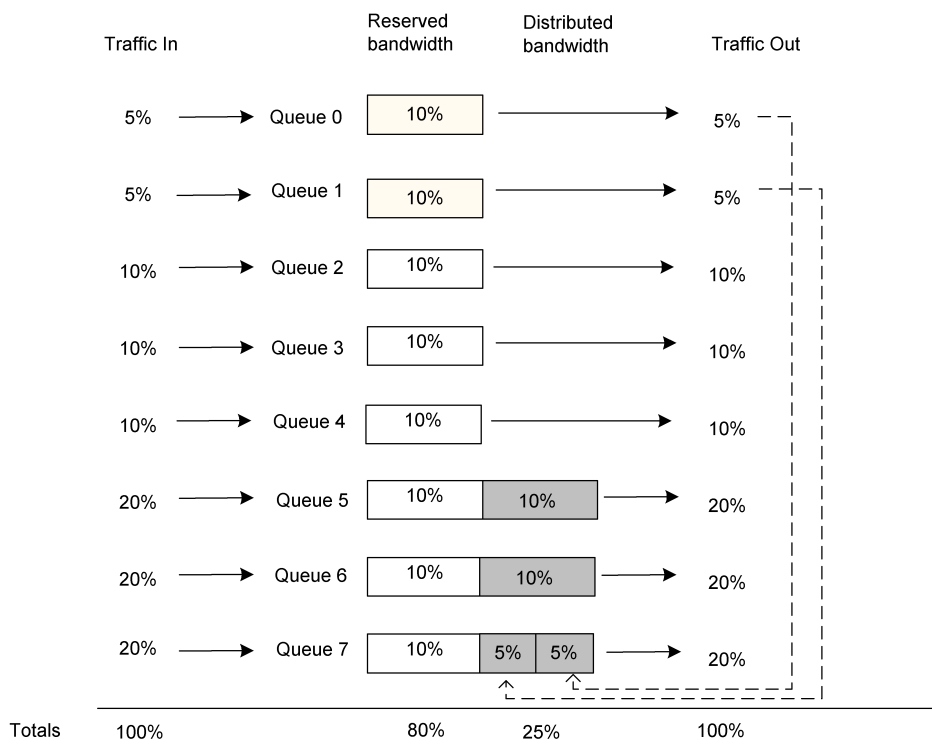 Traffic In
Reserved
bandwidth
Distributed
bandwidth
Traffic Out
5% Queue 0 10% 5%
5% Queue 1 10% 5%
10% Queue 2 10% 10%
10% Queue 3 10% 10%
10% Queue 4 10% 10%
20% Queue 5 10% 10% 20%
20% Queue 6 10% 10% 20%
20% Queue 7 10% 5% 5% 20%
Totals 100% 80% 25% 100%